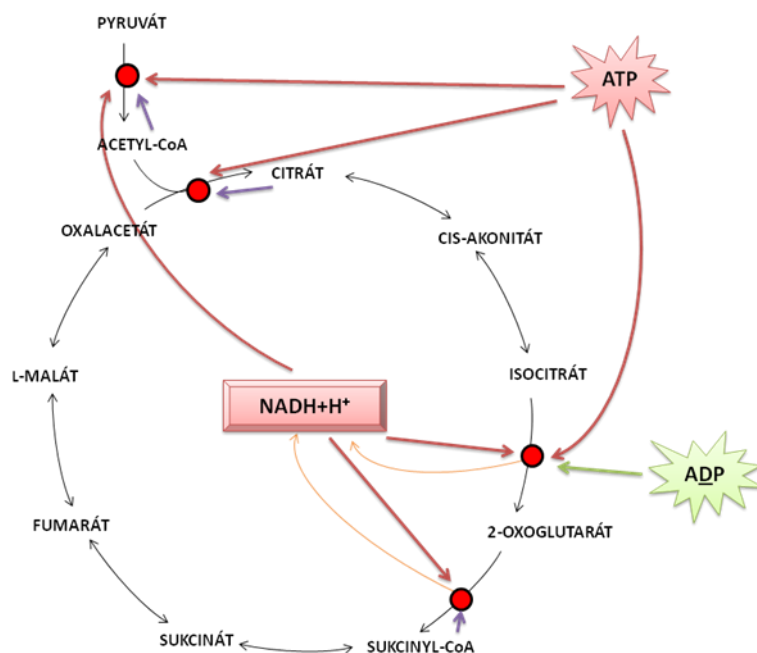 PYRUVÁT
ATP
ACETYL-CoA
CITRÁT
OXALACETÁT
CIS-AKONITÁT
L-MALÁT
ISOCITRÁT
NADH+H⁺
ADP
FUMARÁT
2-OXOGLUTARÁT
SUKCINÁT
SUKCINYL-CoA